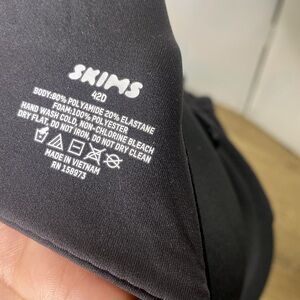 SKIMS
42D
BODY:80% POLYAMIDE 20% ELASTANE
FOAM:100% POLYESTER
HAND WASH COLD, NON-CHLORINE BLEACH
DRY FLAT, DO NOT IRON, DO NOT DRY CLEAN
MADE IN VIETNAM
RN 158973